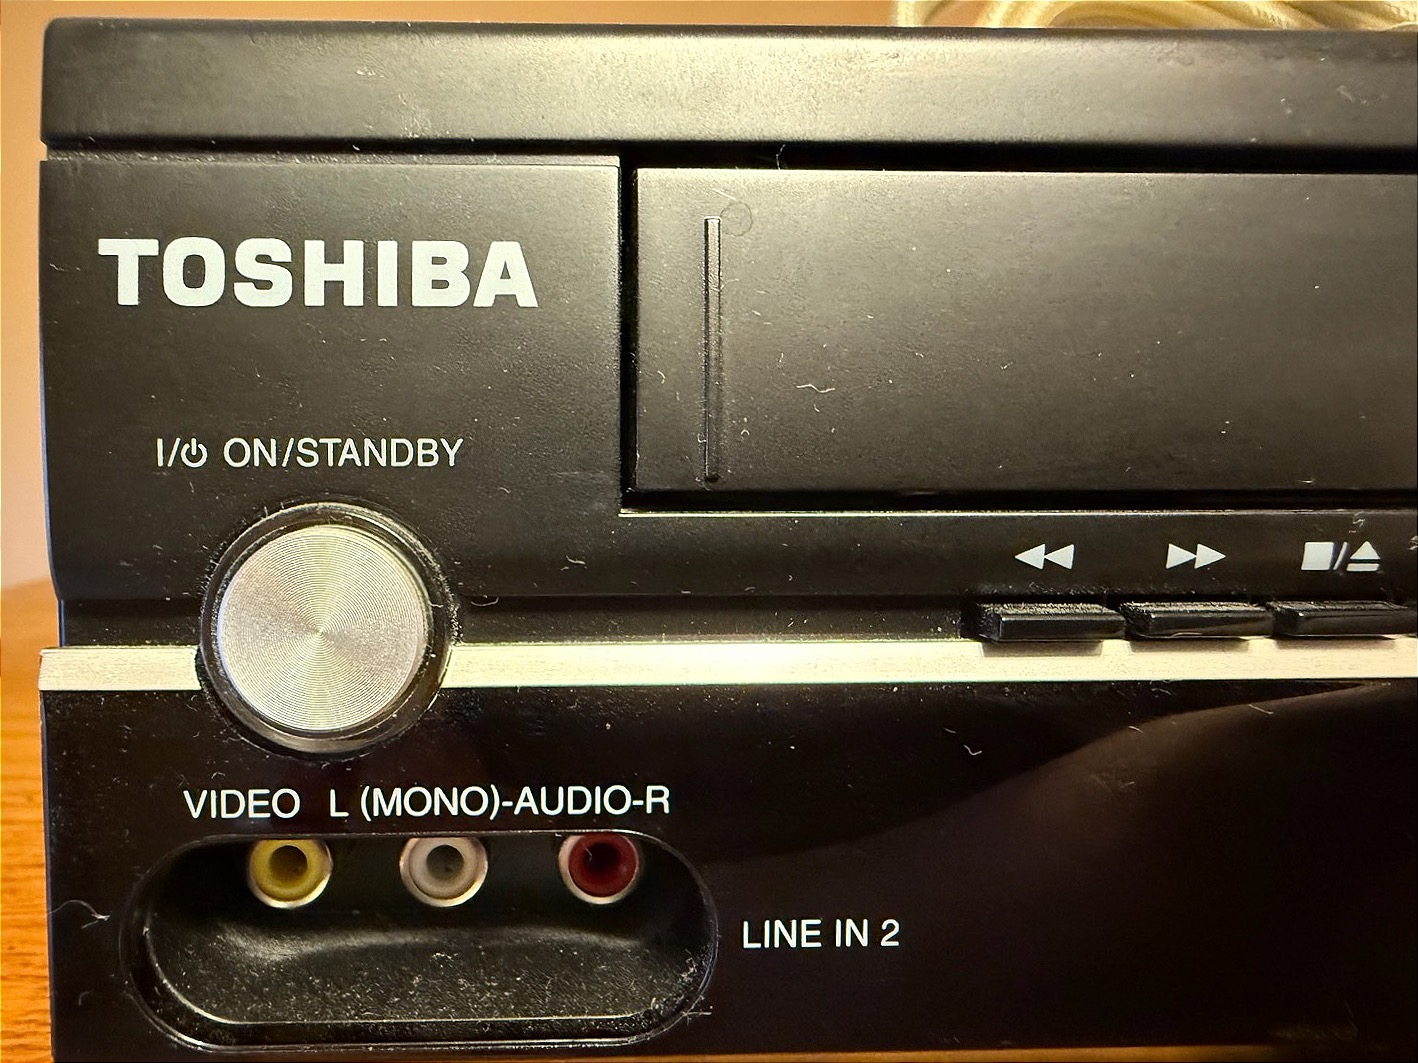 TOSHIBA
I/⏻ ON/STANDBY
◀◀ ▶▶ ■/⏏
VIDEO L (MONO)-AUDIO-R
LINE IN 2